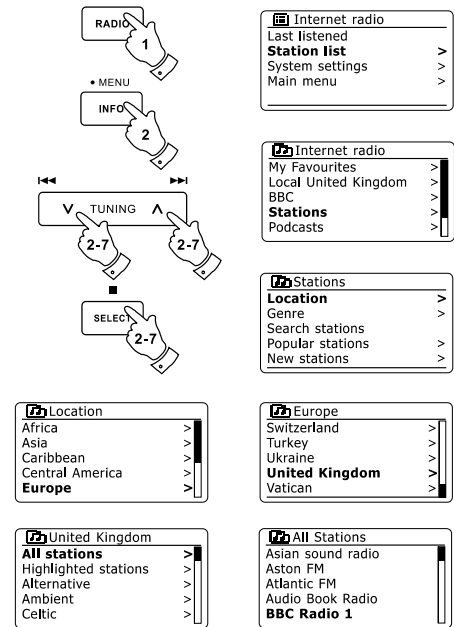 RADIO
1
• MENU
INFO
2
TUNING
2-7
2-7
SELECT
2-7
Internet radio
Last listened
Station list >
System settings >
Main menu >
Internet radio
My Favourites >
Local United Kingdom >
BBC >
Stations >
Podcasts >
Stations
Location >
Genre >
Search stations
Popular stations >
New stations >
Location
Africa >
Asia >
Caribbean >
Central America >
Europe >
Europe
Switzerland >
Turkey >
Ukraine >
United Kingdom >
Vatican >
United Kingdom
All stations >
Highlighted stations >
Alternative >
Ambient >
Celtic >
All Stations
Asian sound radio
Aston FM
Atlantic FM
Audio Book Radio
BBC Radio 1